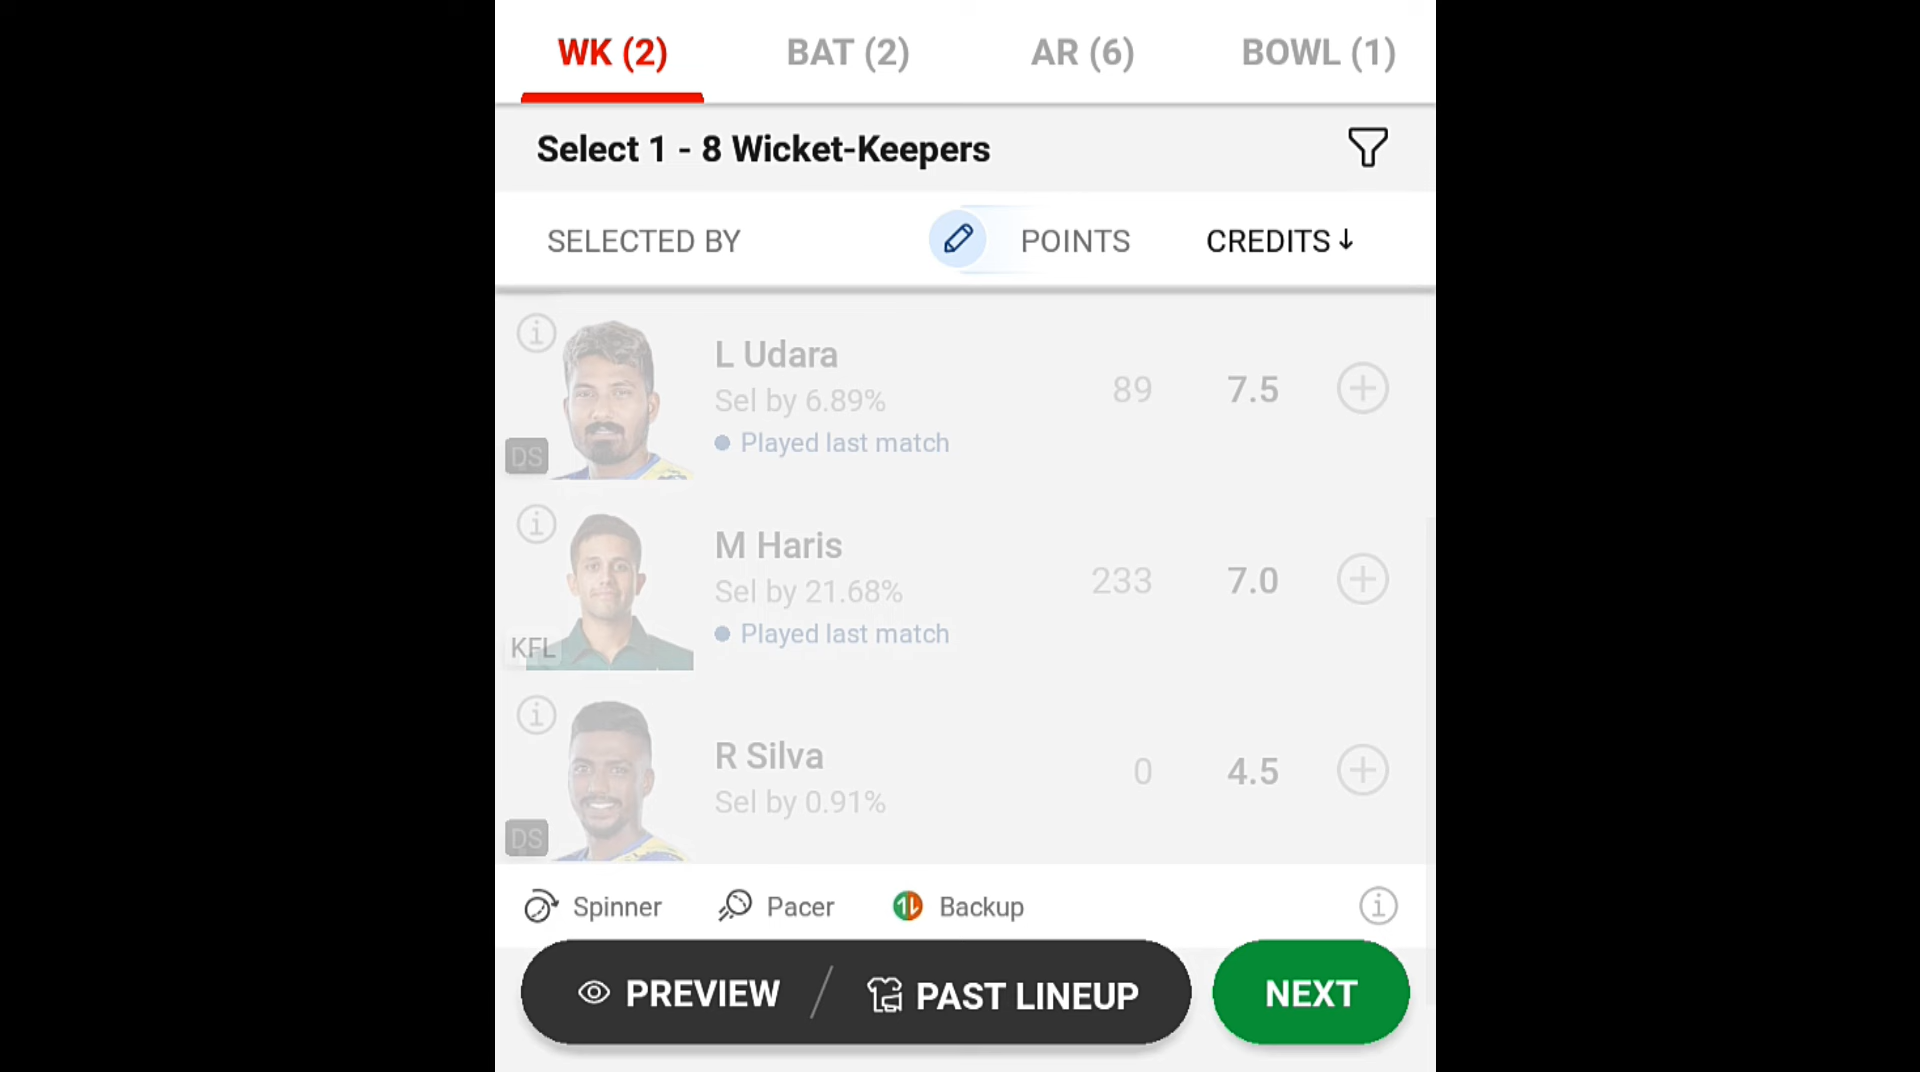 WK (2) BAT (2) AR (6) BOWL (1)
Select 1 - 8 Wicket-Keepers
SELECTED BY POINTS CREDITS ↓
L Udara
Sel by 6.89% 89 7.5
DS Played last match
M Haris
Sel by 21.68% 233 7.0
KFL Played last match
R Silva
Sel by 0.91% 0 4.5
DS
Spinner Pacer Backup
PREVIEW / PAST LINEUP NEXT